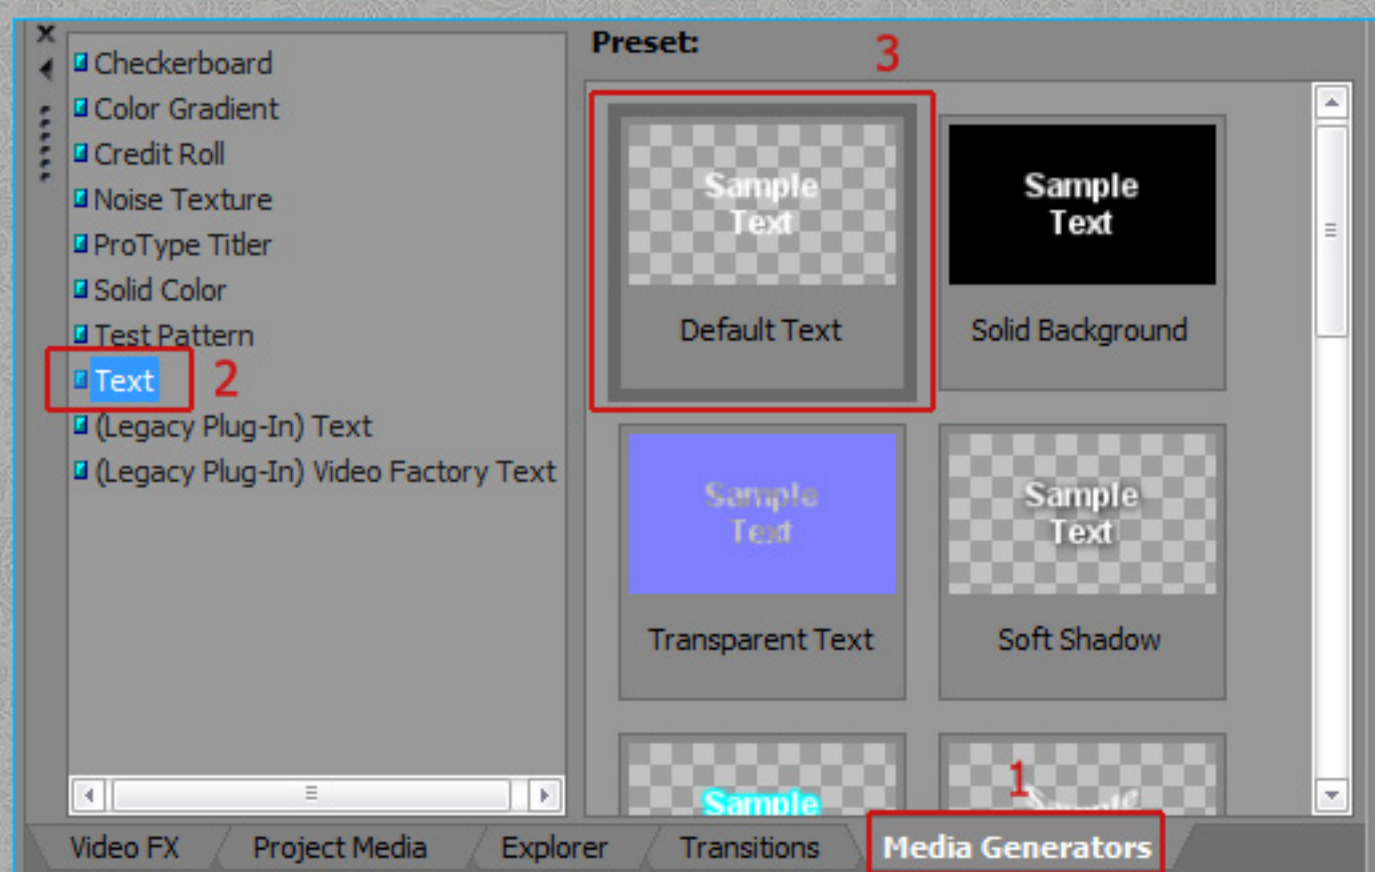 Preset:
3
Checkerboard
Color Gradient
Credit Roll
Noise Texture
ProType Titler
Solid Color
Test Pattern
Text
2
(Legacy Plug-In) Text
(Legacy Plug-In) Video Factory Text
Sample
Text
Default Text
Sample
Text
Solid Background
Sample
Text
Transparent Text
Sample
Text
Soft Shadow
Sample
1
Sample
Video FX
Project Media
Explorer
Transitions
Media Generators